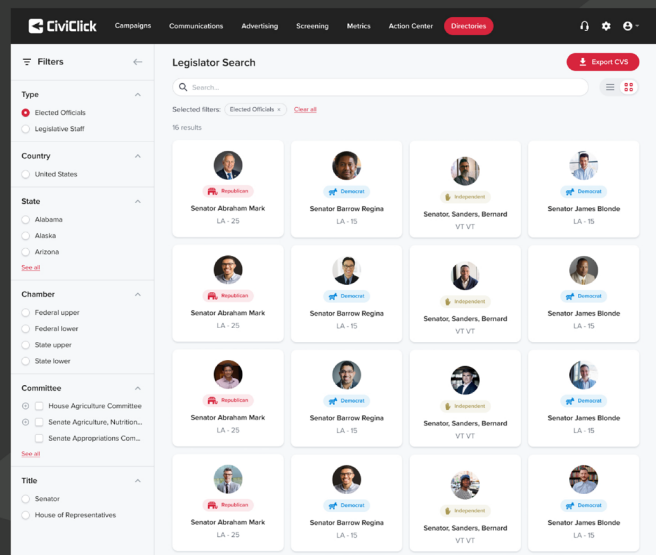 CiviClick
Campaigns Communications Advertising Screening Metrics Action Center Directories
Filters
Type
Elected Officials
Legislative Staff
Country
United States
State
Alabama
Alaska
Arizona
See all
Chamber
Federal upper
Federal lower
State upper
State lower
Committee
House Agriculture Committee
Senate Agriculture, Nutrition...
Senate Appropriations Com...
See all
Title
Senator
House of Representatives
Legislator Search
Export CVS
Search...
Selected filters: Elected Officials × Clear all
16 results
Republican Democrat Independent Democrat
Senator Abraham Mark Senator Barrow Regina Senator, Sanders, Bernard Senator James Blonde
LA - 25 LA - 15 VT VT LA - 15
Republican Democrat Independent Democrat
Senator Abraham Mark Senator Barrow Regina Senator, Sanders, Bernard Senator James Blonde
LA - 25 LA - 15 VT VT LA - 15
Republican Democrat Independent Democrat
Senator Abraham Mark Senator Barrow Regina Senator, Sanders, Bernard Senator James Blonde
LA - 25 LA - 15 VT VT LA - 15
Republican Democrat Independent Democrat
Senator Abraham Mark Senator Barrow Regina Senator, Sanders, Bernard Senator James Blonde
LA - 25 LA - 15 VT VT LA - 15